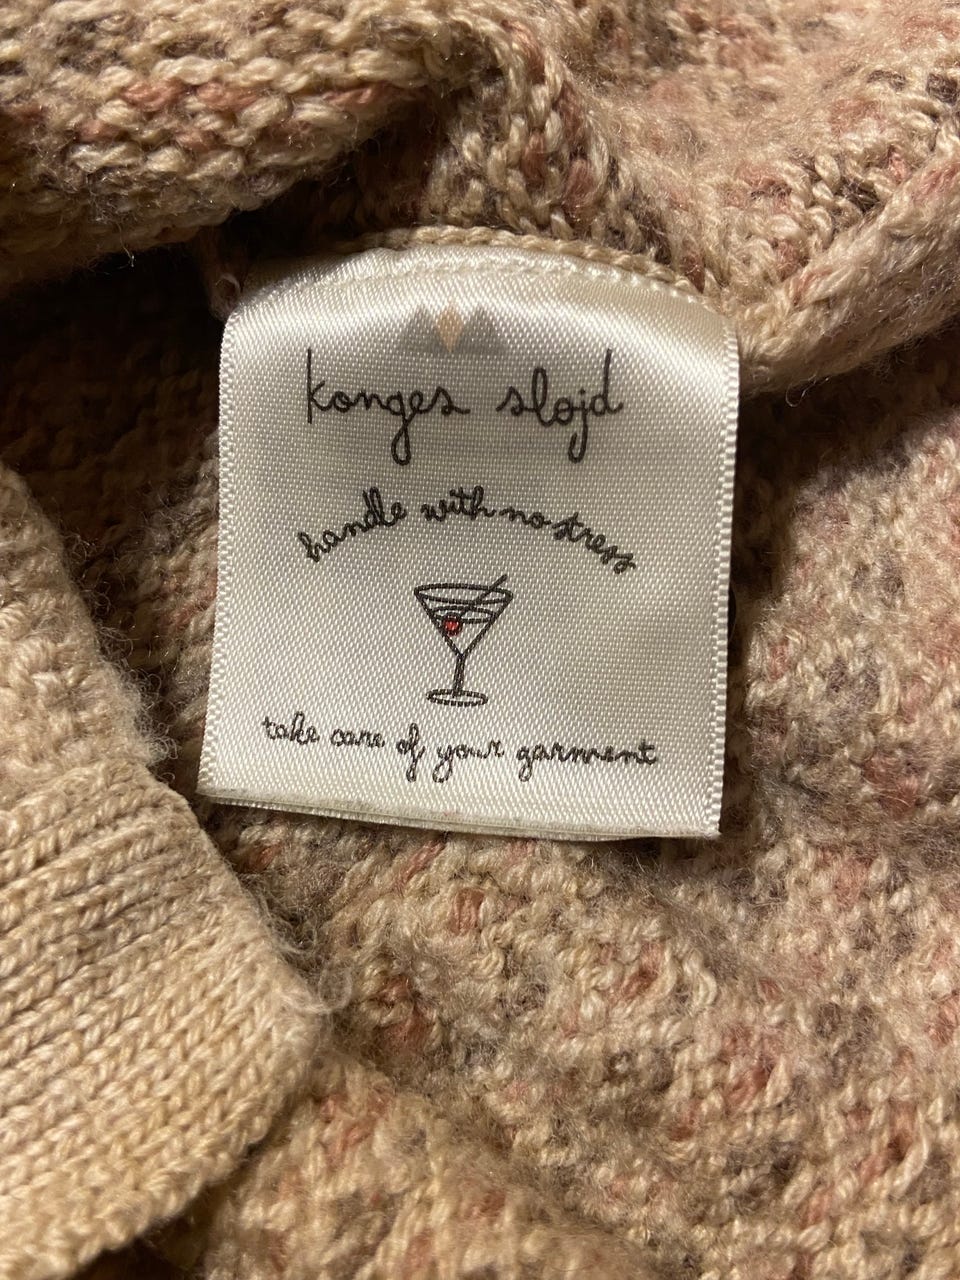 konges slojd
handle with no stress
take care of your garment